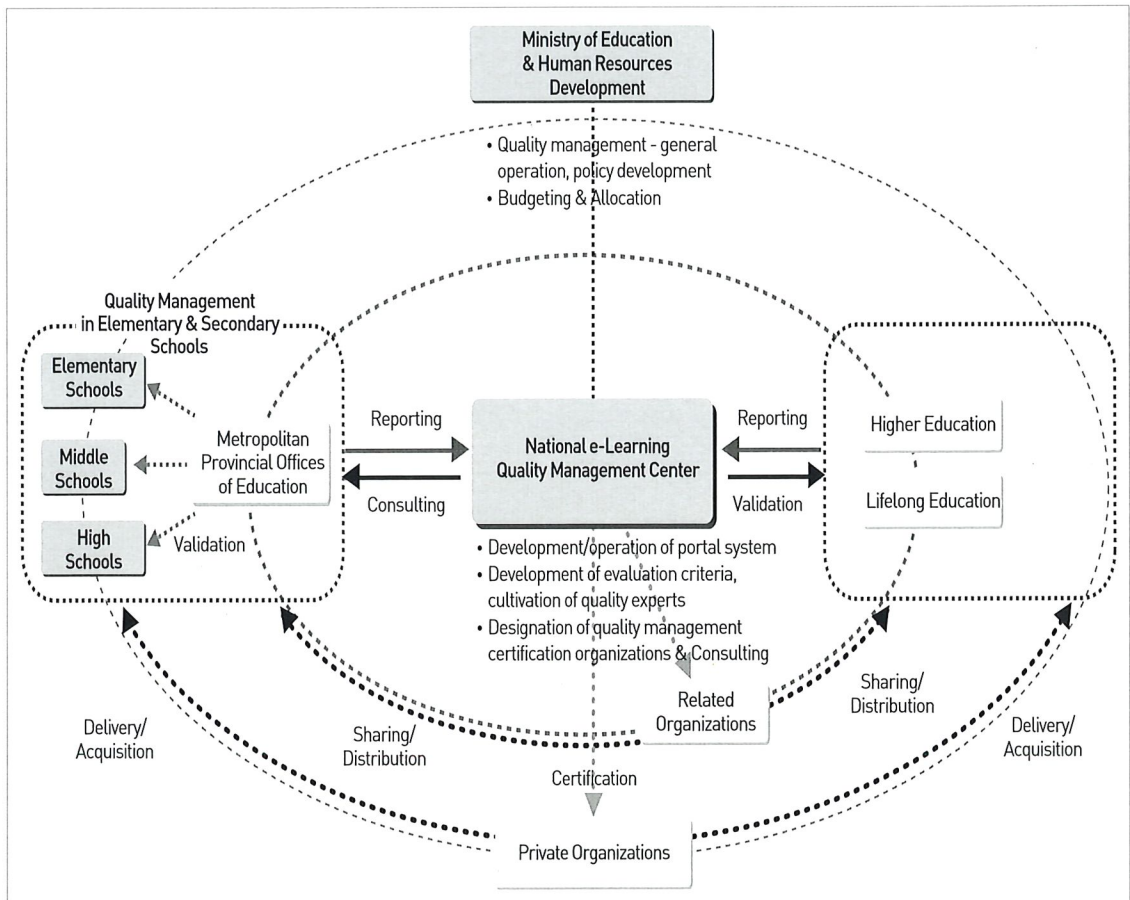 Ministry of Education
& Human Resources
Development
• Quality management - general
operation, policy development
• Budgeting & Allocation
Quality Management
in Elementary & Secondary
Schools
Elementary
Schools
Middle
Schools
High
Schools
Metropolitan
Provincial Offices
of Education
Validation
Reporting
Consulting
National e-Learning
Quality Management Center
Reporting
Validation
Higher Education
Lifelong Education
• Development/operation of portal system
• Development of evaluation criteria,
cultivation of quality experts
• Designation of quality management
certification organizations & Consulting
Related
Organizations
Sharing/
Distribution
Sharing/
Distribution
Delivery/
Acquisition
Delivery/
Acquisition
Certification
Private Organizations